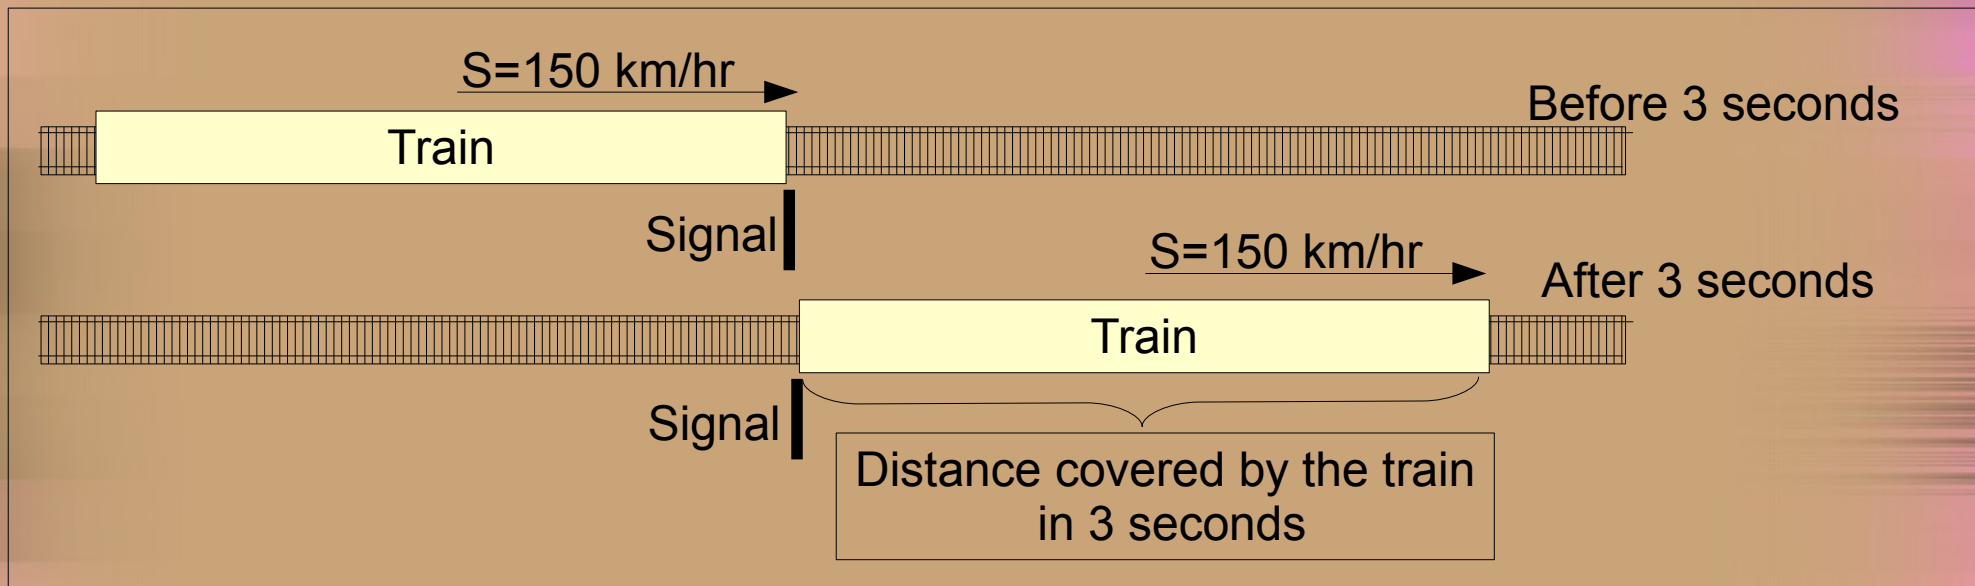 S=150 km/hr
Before 3 seconds
Train
Signal
S=150 km/hr
After 3 seconds
Train
Signal
Distance covered by the train
in 3 seconds